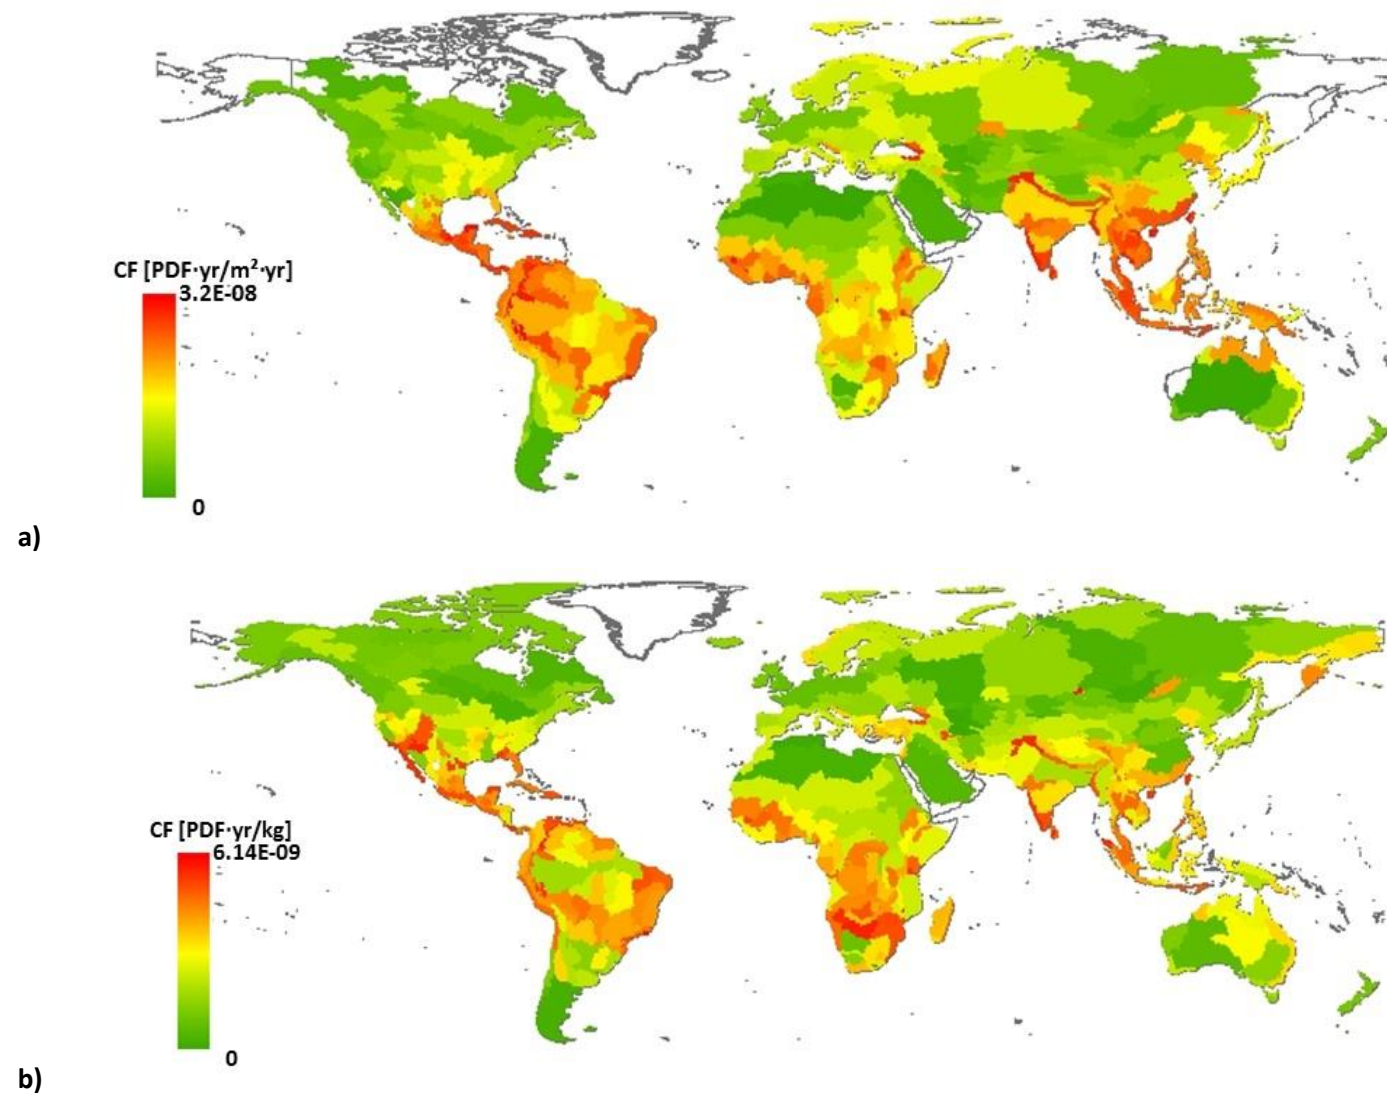 CF [PDF·yr/m²·yr]
3.2E-08
0
a)
CF [PDF·yr/kg]
6.14E-09
0
b)